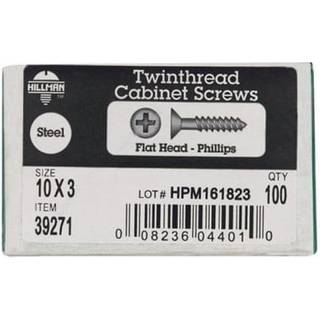 HILLMAN
Twinthread
Cabinet Screws
Steel
Flat Head - Phillips
SIZE
10 X 3
LOT# HPM161823
QTY
100
ITEM
39271
0 08236 04401 0